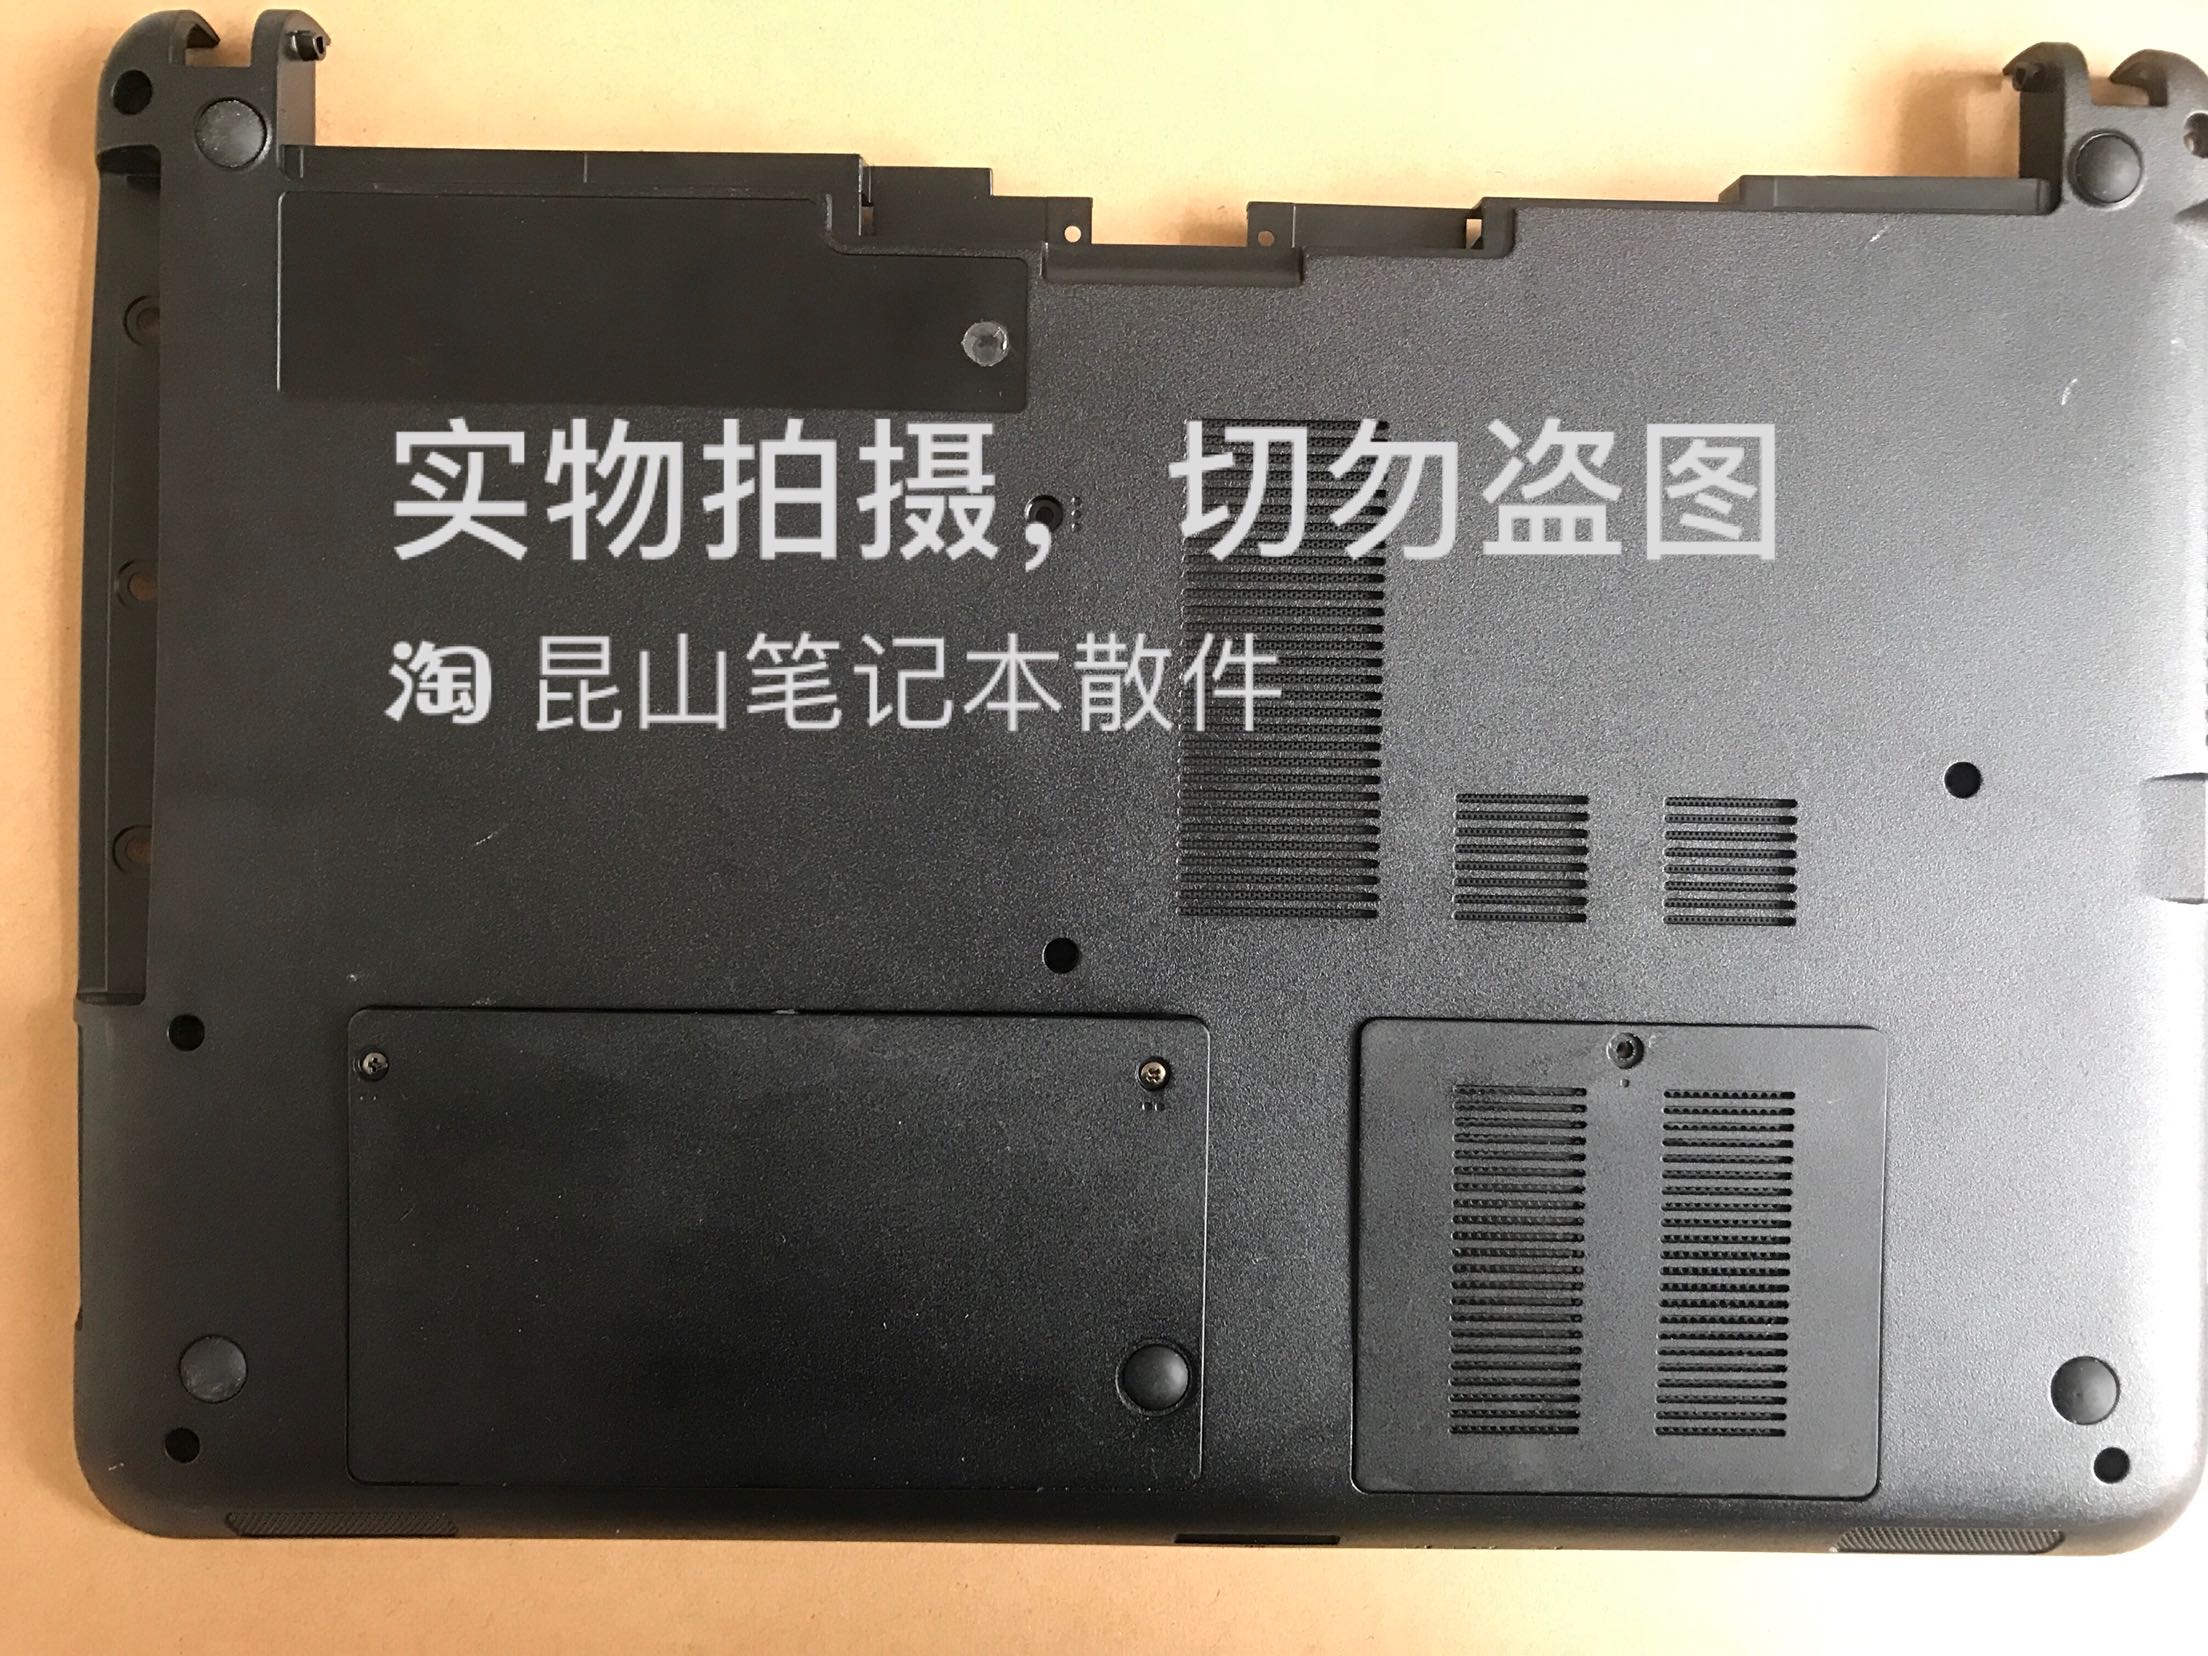 实物拍摄，切勿盗图
淘 昆山笔记本散件